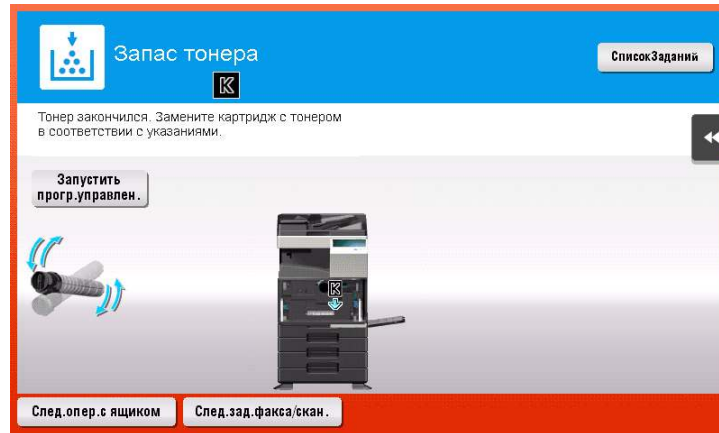 Запас тонера
K
СписокЗаданий
Тонер закончился. Замените картридж с тонером
в соответствии с указаниями.
Запустить
прогр.управлен.
K
След.опер.с ящиком
След.зад.факса/скан.